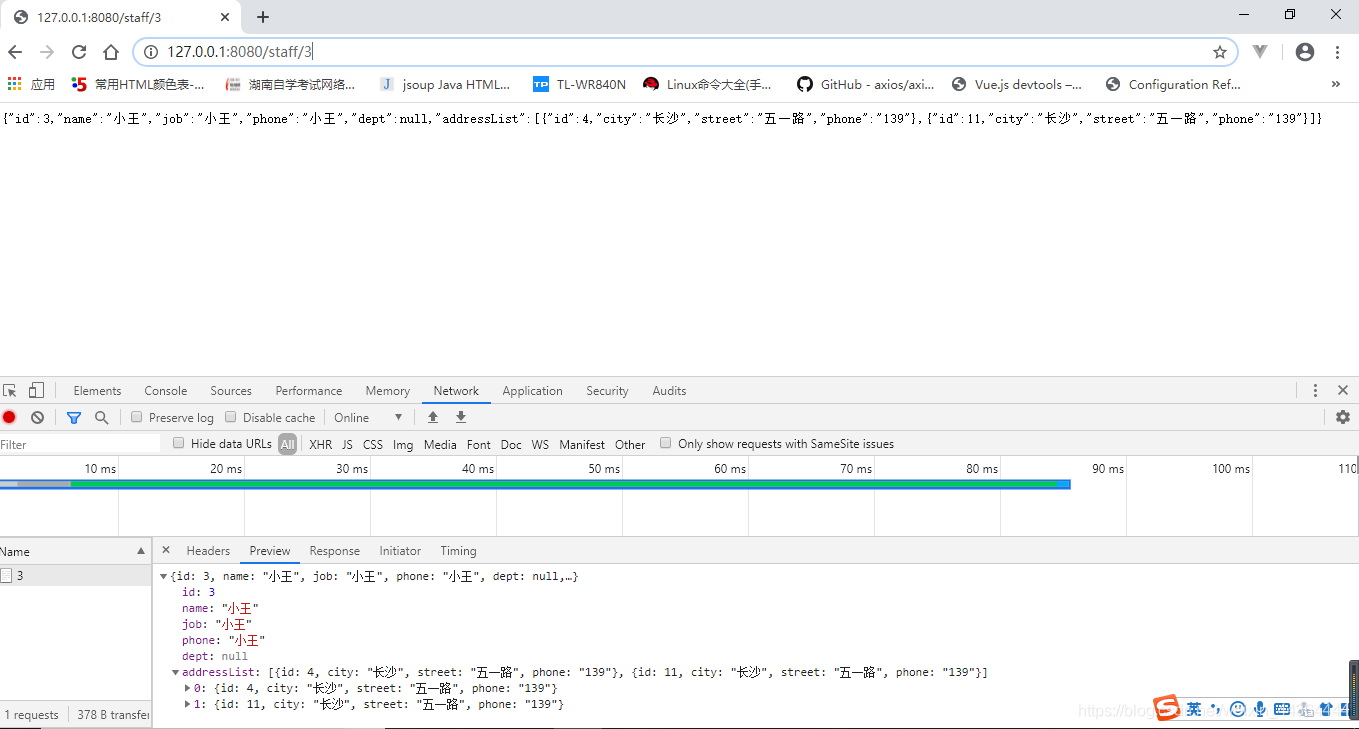 127.0.0.1:8080/staff/3
127.0.0.1:8080/staff/3
应用 常用HTML颜色表-... 湖南自学考试网络... jsoup Java HTML... TL-WR840N Linux命令大全(手... GitHub - axios/axi... Vue.js devtools –... Configuration Ref... »
{"id":3,"name":"小王","job":"小王","phone":"小王","dept":null,"addressList":[{"id":4,"city":"长沙","street":"五一路","phone":"139"},{"id":11,"city":"长沙","street":"五一路","phone":"139"}]}
Elements Console Sources Performance Memory Network Application Security Audits
Preserve log Disable cache Online
Filter Hide data URLs All XHR JS CSS Img Media Font Doc WS Manifest Other Only show requests with SameSite issues
10 ms 20 ms 30 ms 40 ms 50 ms 60 ms 70 ms 80 ms 90 ms 100 ms 110
Name Headers Preview Response Initiator Timing
3
{id: 3, name: "小王", job: "小王", phone: "小王", dept: null,…}
id: 3
name: "小王"
job: "小王"
phone: "小王"
dept: null
addressList: [{id: 4, city: "长沙", street: "五一路", phone: "139"}, {id: 11, city: "长沙", street: "五一路", phone: "139"}]
0: {id: 4, city: "长沙", street: "五一路", phone: "139"}
1: {id: 11, city: "长沙", street: "五一路", phone: "139"}
1 requests 378 B transfer
英